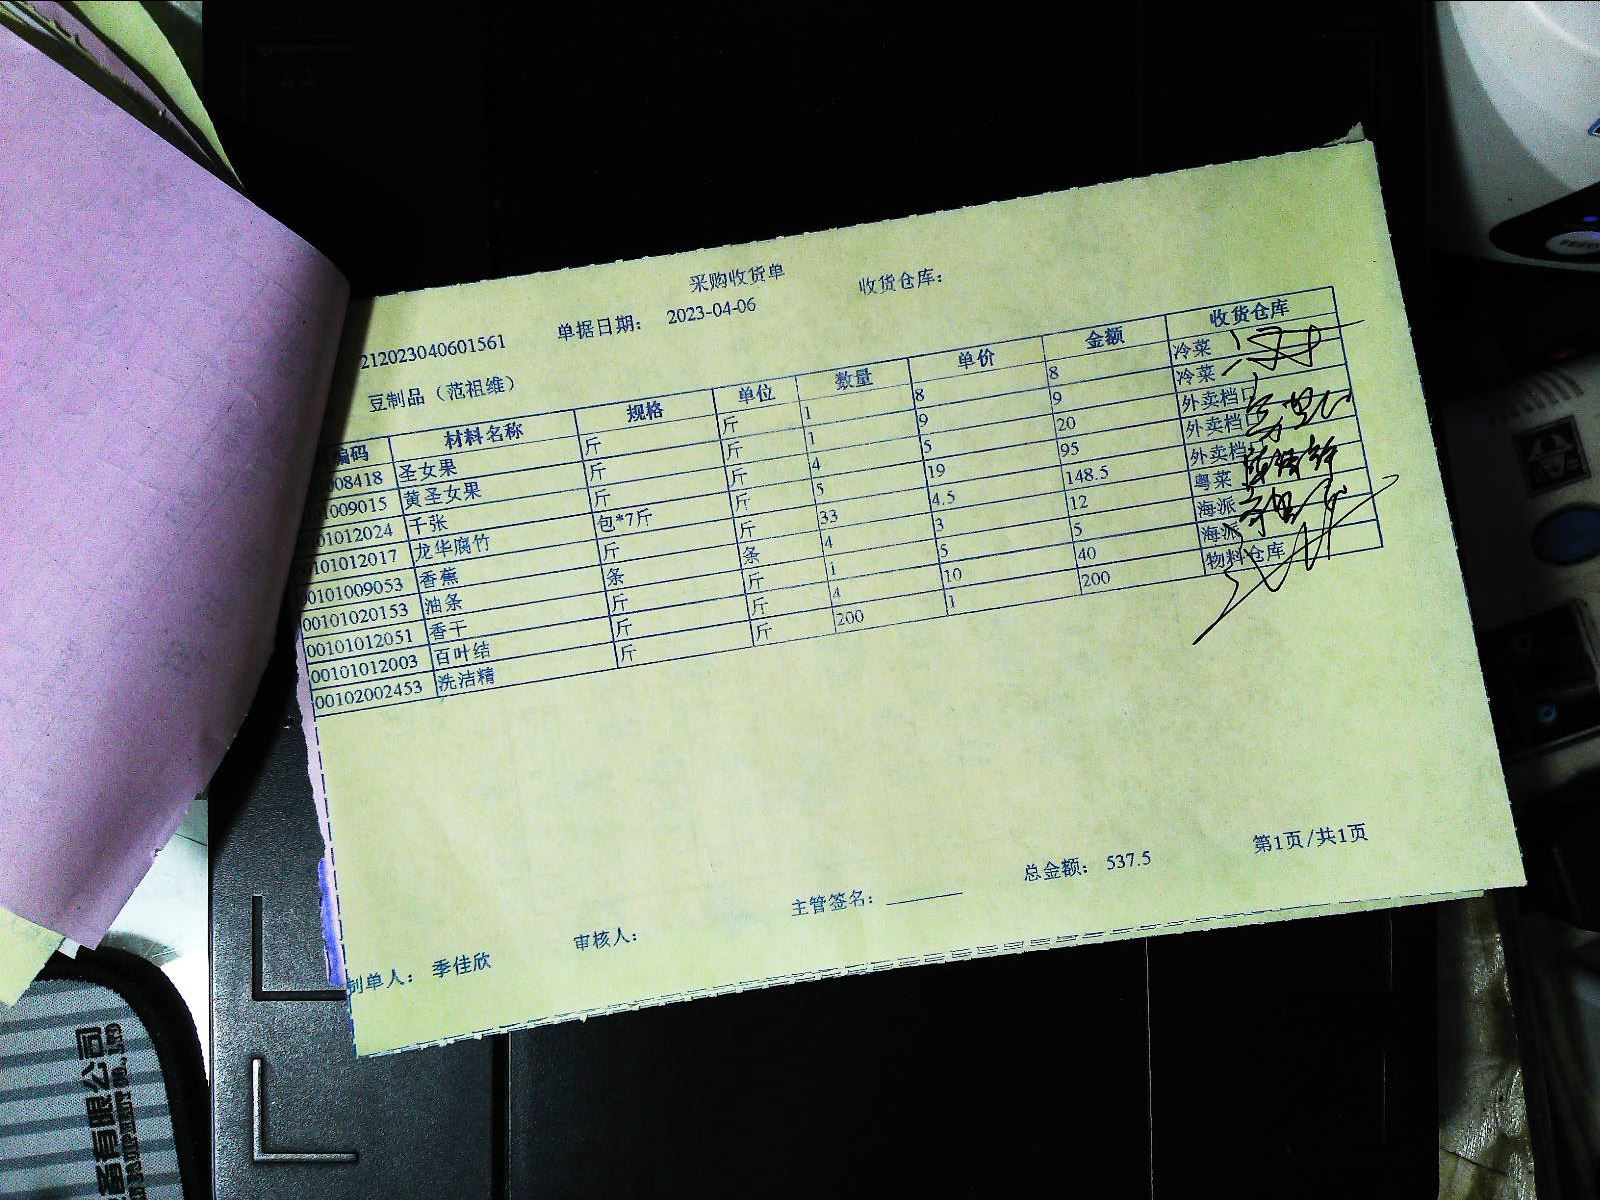 采购收货单
212023040601561 单据日期： 2023-04-06 收货仓库：
豆制品（范祖维）
编码 材料名称 规格 单位 数量 单价 金额 收货仓库
008418 圣女果 斤 斤 1 8 8 冷菜
01009015 黄圣女果 斤 斤 1 9 9 冷菜
0101012024 千张 斤 斤 4 5 20 外卖档口
0101012017 龙华腐竹 包*7斤 斤 5 19 95 外卖档口
0101009053 香蕉 斤 斤 33 4.5 148.5 外卖档
00101020153 油条 条 条 4 3 12 粤菜
00101012051 香干 斤 斤 1 5 5 海派
00101012003 百叶结 斤 斤 4 10 40 海派
00102002453 洗洁精 斤 斤 200 1 200 物料仓库
制单人： 季佳欣 审核人： 主管签名： 总金额： 537.5 第1页/共1页
备有限公司